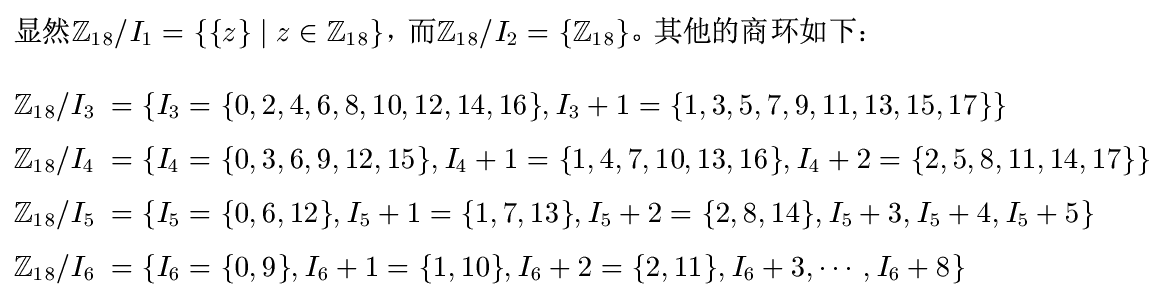 显然ℤ₁₈/I₁ = {{z} | z ∈ ℤ₁₈}，而ℤ₁₈/I₂ = {ℤ₁₈}。其他的商环如下：
ℤ₁₈/I₃ = {I₃ = {0, 2, 4, 6, 8, 10, 12, 14, 16}, I₃ + 1 = {1, 3, 5, 7, 9, 11, 13, 15, 17}}
ℤ₁₈/I₄ = {I₄ = {0, 3, 6, 9, 12, 15}, I₄ + 1 = {1, 4, 7, 10, 13, 16}, I₄ + 2 = {2, 5, 8, 11, 14, 17}}
ℤ₁₈/I₅ = {I₅ = {0, 6, 12}, I₅ + 1 = {1, 7, 13}, I₅ + 2 = {2, 8, 14}, I₅ + 3, I₅ + 4, I₅ + 5}
ℤ₁₈/I₆ = {I₆ = {0, 9}, I₆ + 1 = {1, 10}, I₆ + 2 = {2, 11}, I₆ + 3, ⋯ , I₆ + 8}